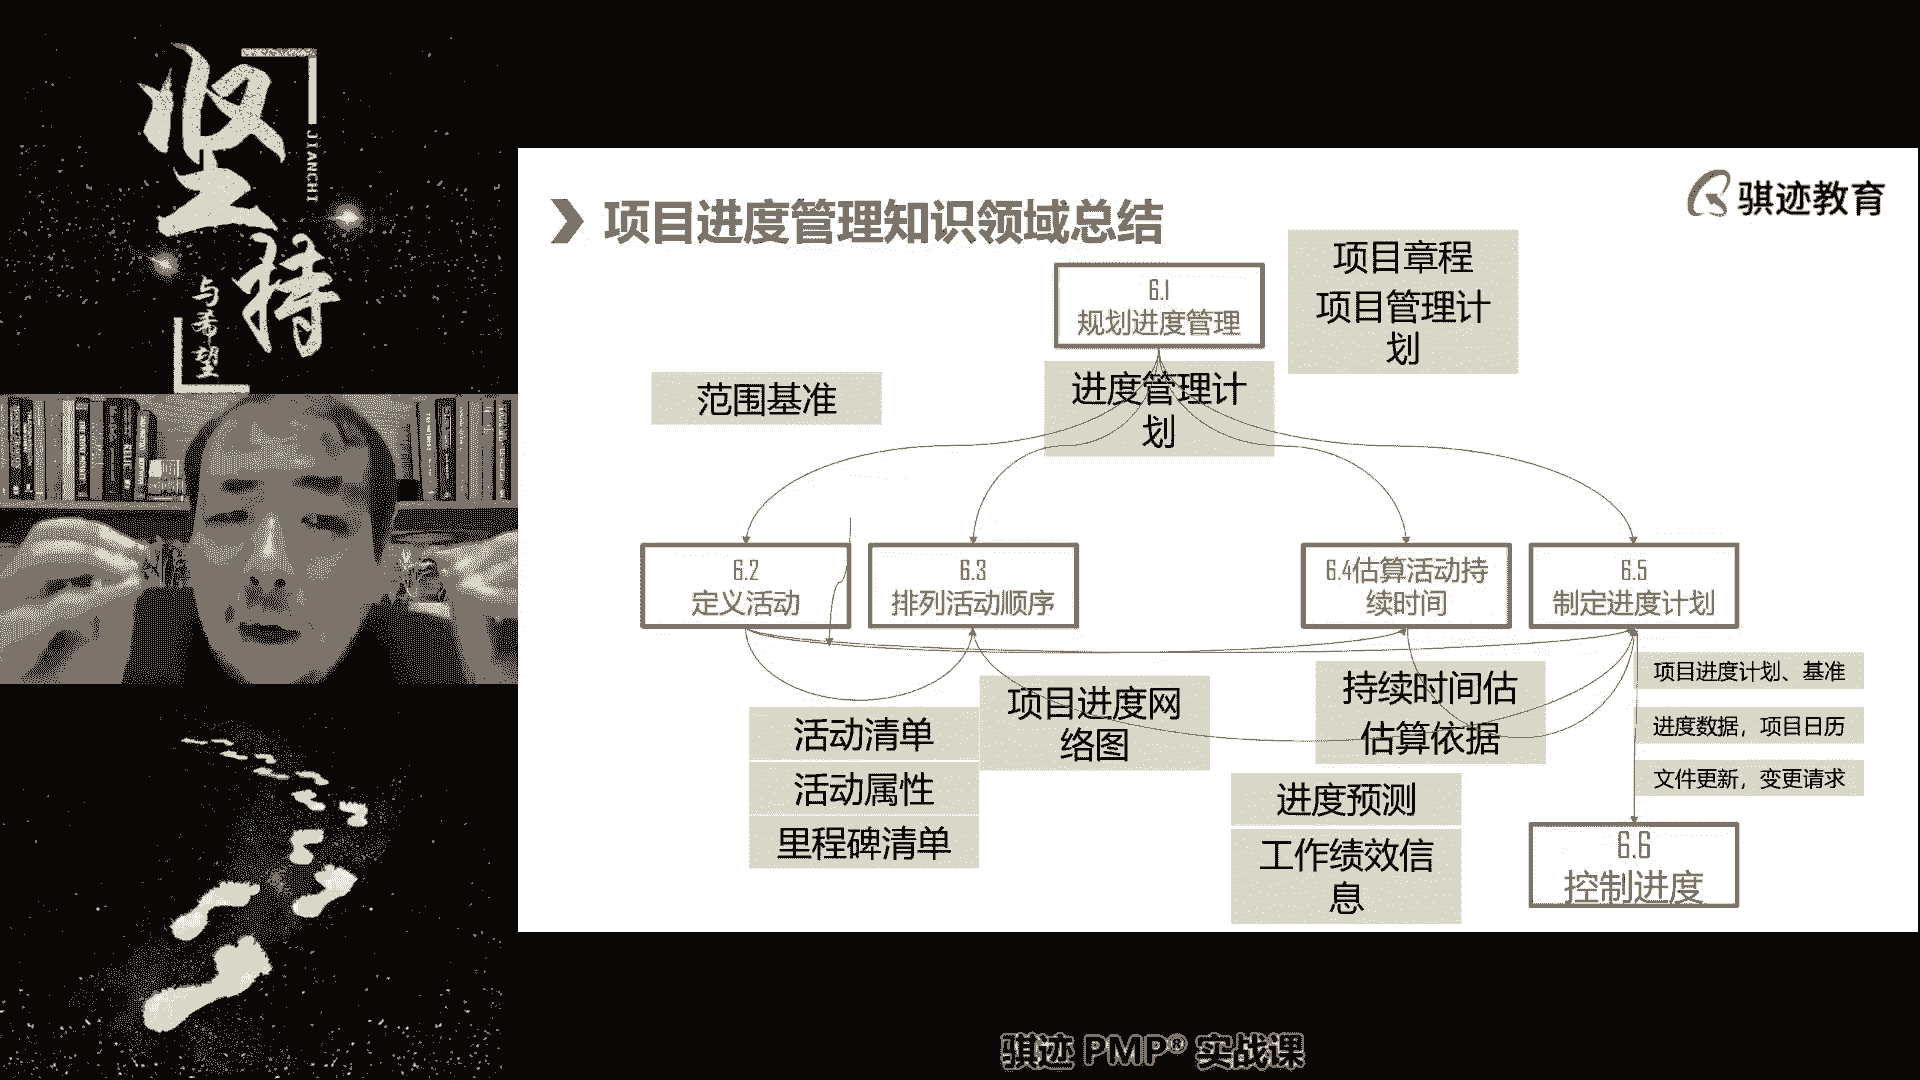 坚持
JIANCHI
与希望
骐迹教育
项目进度管理知识领域总结
项目章程
项目管理计
划
6.1
规划进度管理
范围基准
进度管理计
划
6.2
定义活动
6.3
排列活动顺序
6.4估算活动持
续时间
6.5
制定进度计划
活动清单
活动属性
里程碑清单
项目进度网
络图
持续时间估
估算依据
进度预测
工作绩效信
息
项目进度计划、基准
进度数据，项目日历
文件更新，变更请求
6.6
控制进度
骐迹 PMP® 实战课